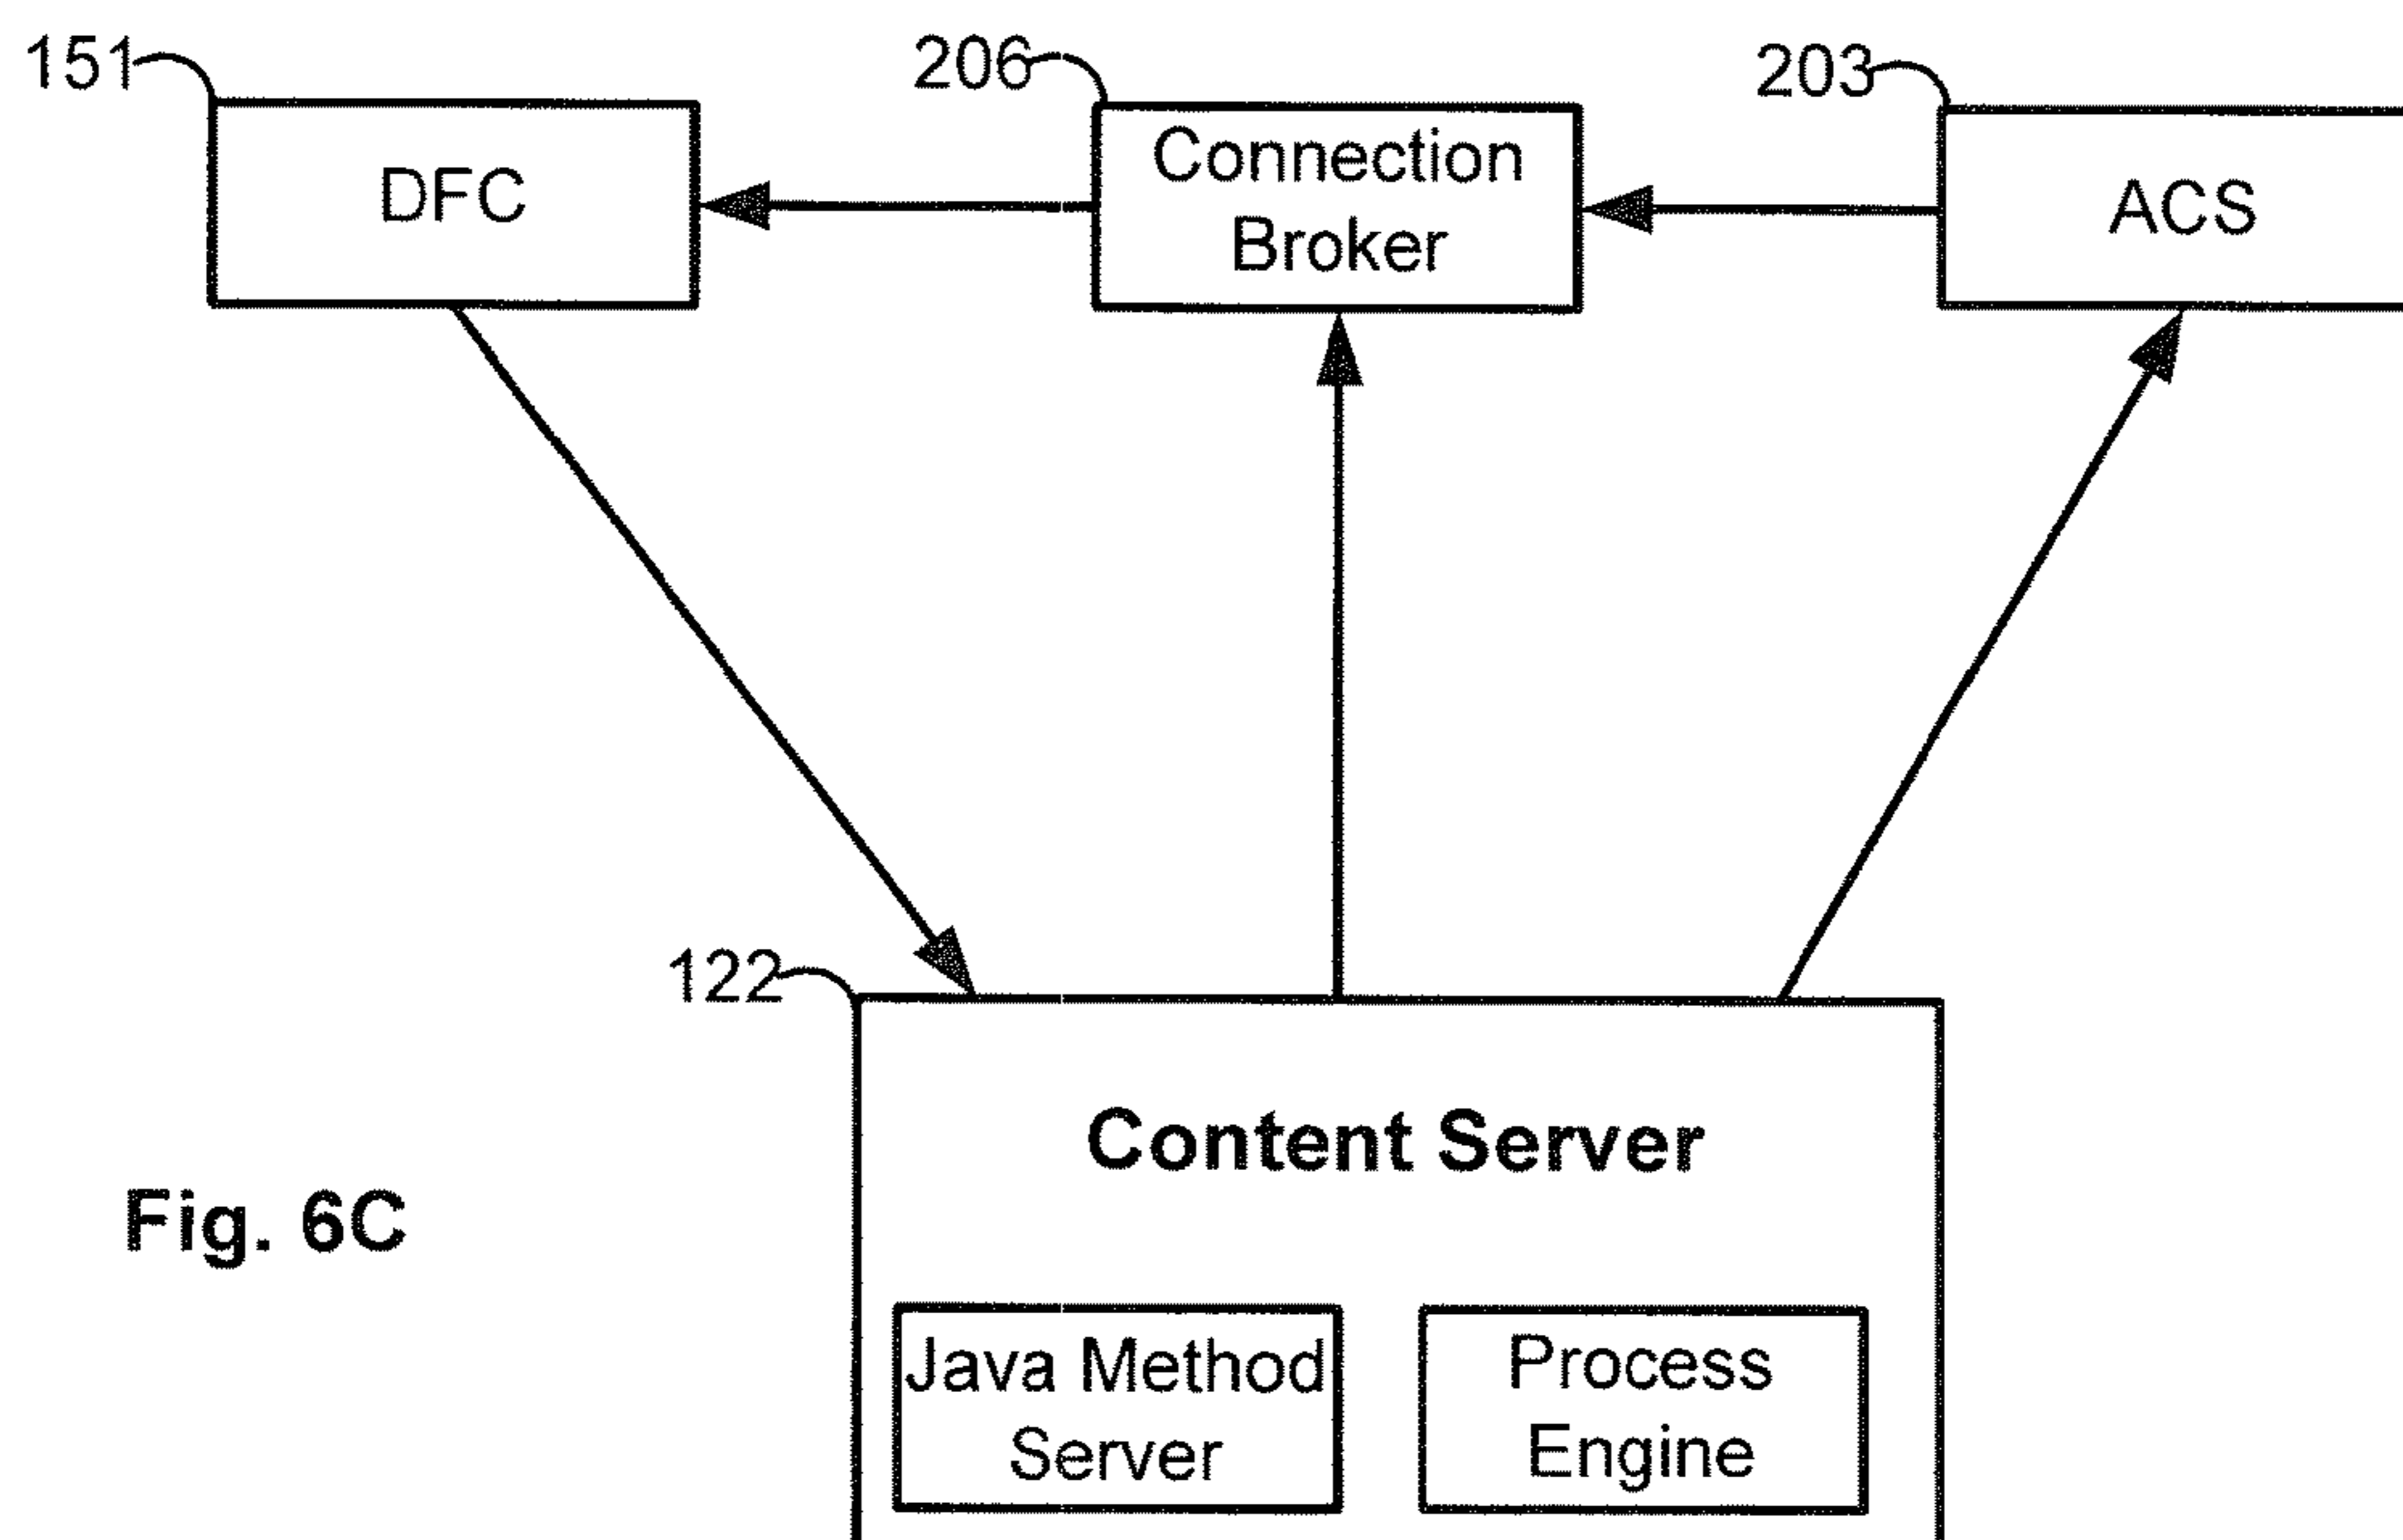 151
206
203
DFC
Connection
Broker
ACS
122
Content Server
Fig. 6C
Java Method
Server
Process
Engine